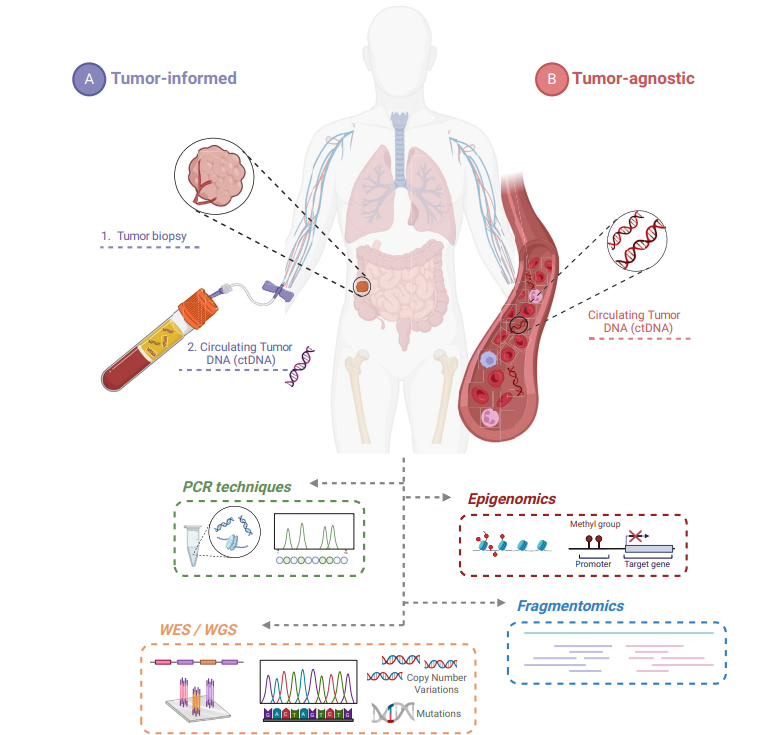 A Tumor-informed
B Tumor-agnostic
1. Tumor biopsy
2. Circulating Tumor
DNA (ctDNA)
Circulating Tumor
DNA (ctDNA)
PCR techniques
Epigenomics
Methyl group
Promoter
Target gene
Fragmentomics
WES / WGS
Copy Number
Variations
Mutations